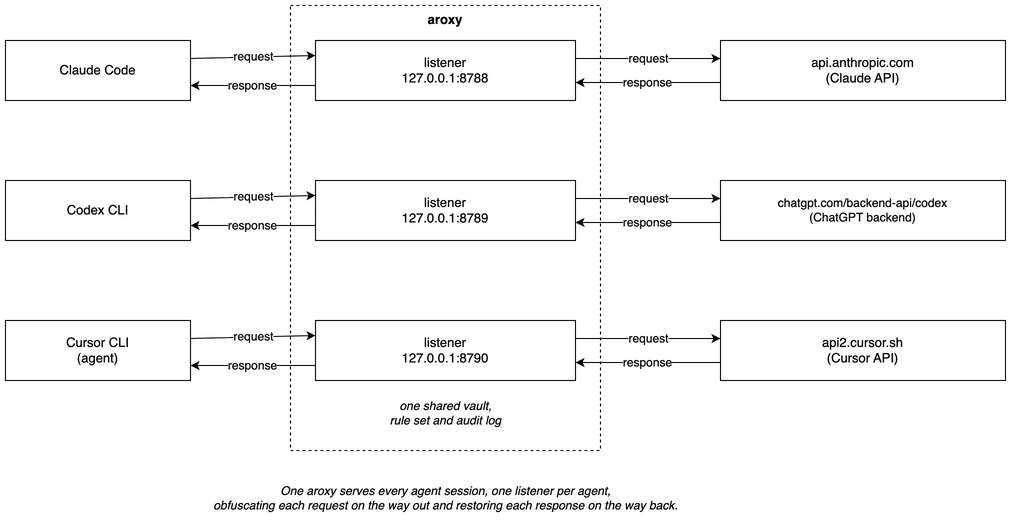 aroxy
Claude Code
request
response
listener
127.0.0.1:8788
request
response
api.anthropic.com
(Claude API)
Codex CLI
request
response
listener
127.0.0.1:8789
request
response
chatgpt.com/backend-api/codex
(ChatGPT backend)
Cursor CLI
(agent)
request
response
listener
127.0.0.1:8790
request
response
api2.cursor.sh
(Cursor API)
one shared vault,
rule set and audit log
One aroxy serves every agent session, one listener per agent,
obfuscating each request on the way out and restoring each response on the way back.